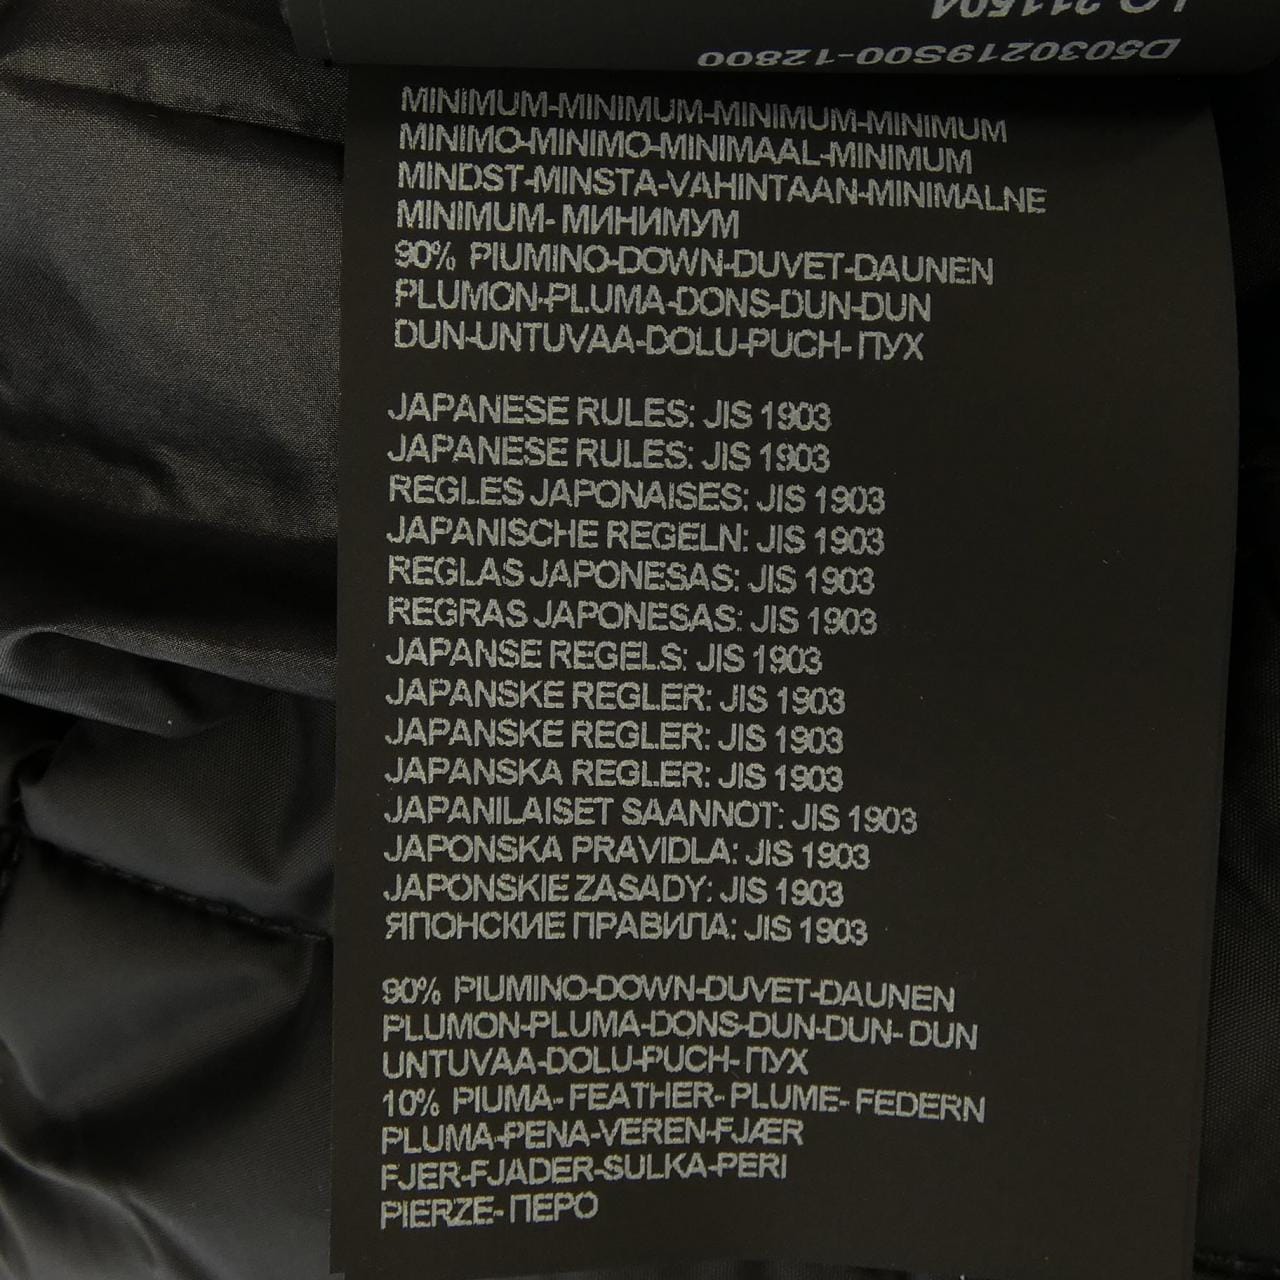 D5030219S00-12800
MINIMUM-MINIMUM-MINIMUM-MINIMUM
MINIMO-MINIMO-MINIMAAL-MINIMUM
MINDST-MINSTA-VAHINTAAN-MINIMALNE
MINIMUM- МИНИМУМ
90% PIUMINO-DOWN-DUVET-DAUNEN
PLUMON-PLUMA-DONS-DUN-DUN
DUN-UNTUVAA-DOLU-PUCH- ПУХ
JAPANESE RULES: JIS 1903
JAPANESE RULES: JIS 1903
REGLES JAPONAISES: JIS 1903
JAPANISCHE REGELN: JIS 1903
REGLAS JAPONESAS: JIS 1903
REGRAS JAPONESAS: JIS 1903
JAPANSE REGELS: JIS 1903
JAPANSKE REGLER: JIS 1903
JAPANSKE REGLER: JIS 1903
JAPANSKA REGLER: JIS 1903
JAPANILAISET SAANNOT: JIS 1903
JAPONSKA PRAVIDLA: JIS 1903
JAPONSKIE ZASADY: JIS 1903
ЯПОНСКИЕ ПРАВИЛА: JIS 1903
90% PIUMINO-DOWN-DUVET-DAUNEN
PLUMON-PLUMA-DONS-DUN-DUN- DUN
UNTUVAA-DOLU-PUCH- ПУХ
10% PIUMA- FEATHER- PLUME- FEDERN
PLUMA-PENA-VEREN-FJÆR
FJER-FJADER-SULKA-PERI
PIERZE- ПЕРО